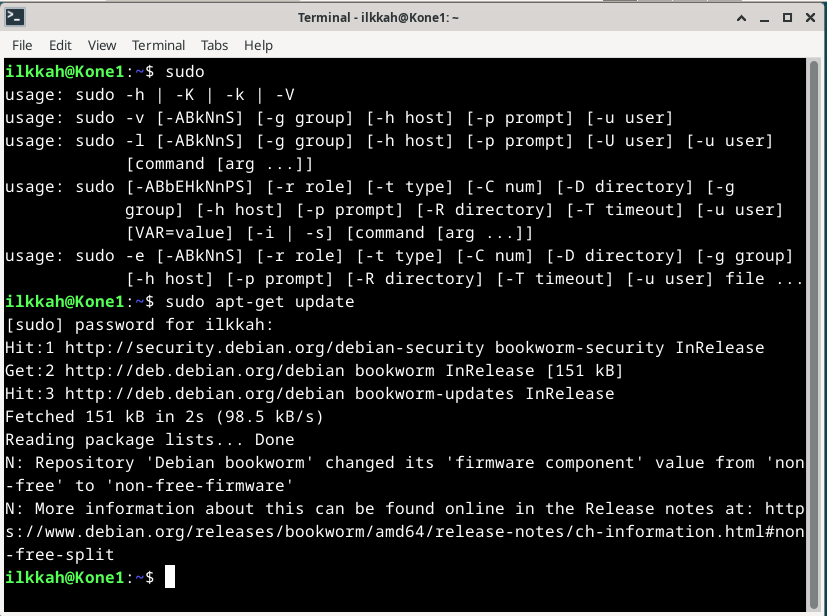 Terminal - ilkkah@Kone1: ~
File Edit View Terminal Tabs Help
ilkkah@Kone1:~$ sudo
usage: sudo -h | -K | -k | -V
usage: sudo -v [-ABkNnS] [-g group] [-h host] [-p prompt] [-u user]
usage: sudo -l [-ABkNnS] [-g group] [-h host] [-p prompt] [-U user] [-u user]
            [command [arg ...]]
usage: sudo [-ABbEHkNnPS] [-r role] [-t type] [-C num] [-D directory] [-g
            group] [-h host] [-p prompt] [-R directory] [-T timeout] [-u user]
            [VAR=value] [-i | -s] [command [arg ...]]
usage: sudo -e [-ABkNnS] [-r role] [-t type] [-C num] [-D directory] [-g group]
            [-h host] [-p prompt] [-R directory] [-T timeout] [-u user] file ...
ilkkah@Kone1:~$ sudo apt-get update
[sudo] password for ilkkah:
Hit:1 http://security.debian.org/debian-security bookworm-security InRelease
Get:2 http://deb.debian.org/debian bookworm InRelease [151 kB]
Hit:3 http://deb.debian.org/debian bookworm-updates InRelease
Fetched 151 kB in 2s (98.5 kB/s)
Reading package lists... Done
N: Repository 'Debian bookworm' changed its 'firmware component' value from 'non
-free' to 'non-free-firmware'
N: More information about this can be found online in the Release notes at: http
s://www.debian.org/releases/bookworm/amd64/release-notes/ch-information.html#non
-free-split
ilkkah@Kone1:~$